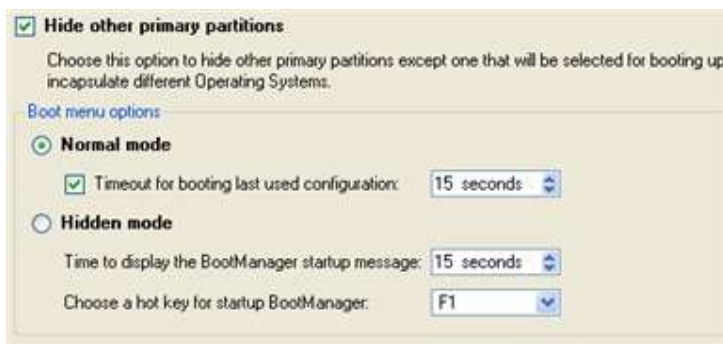 Hide other primary partitions
Choose this option to hide other primary partitions except one that will be selected for booting up
incapsulate different Operating Systems.
Boot menu options
Normal mode
Timeout for booting last used configuration: 15 seconds
Hidden mode
Time to display the BootManager startup message: 15 seconds
Choose a hot key for startup BootManager: F1